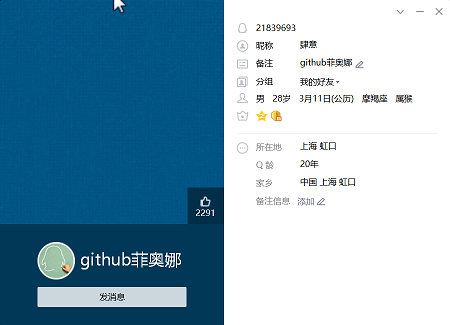 2291
github菲奥娜
发消息
21839693
昵称 肆意
备注 github菲奥娜
分组 我的好友
男 28岁 3月11日(公历) 摩羯座 属猴
所在地 上海 虹口
Q 龄 20年
家乡 中国 上海 虹口
备注信息 添加